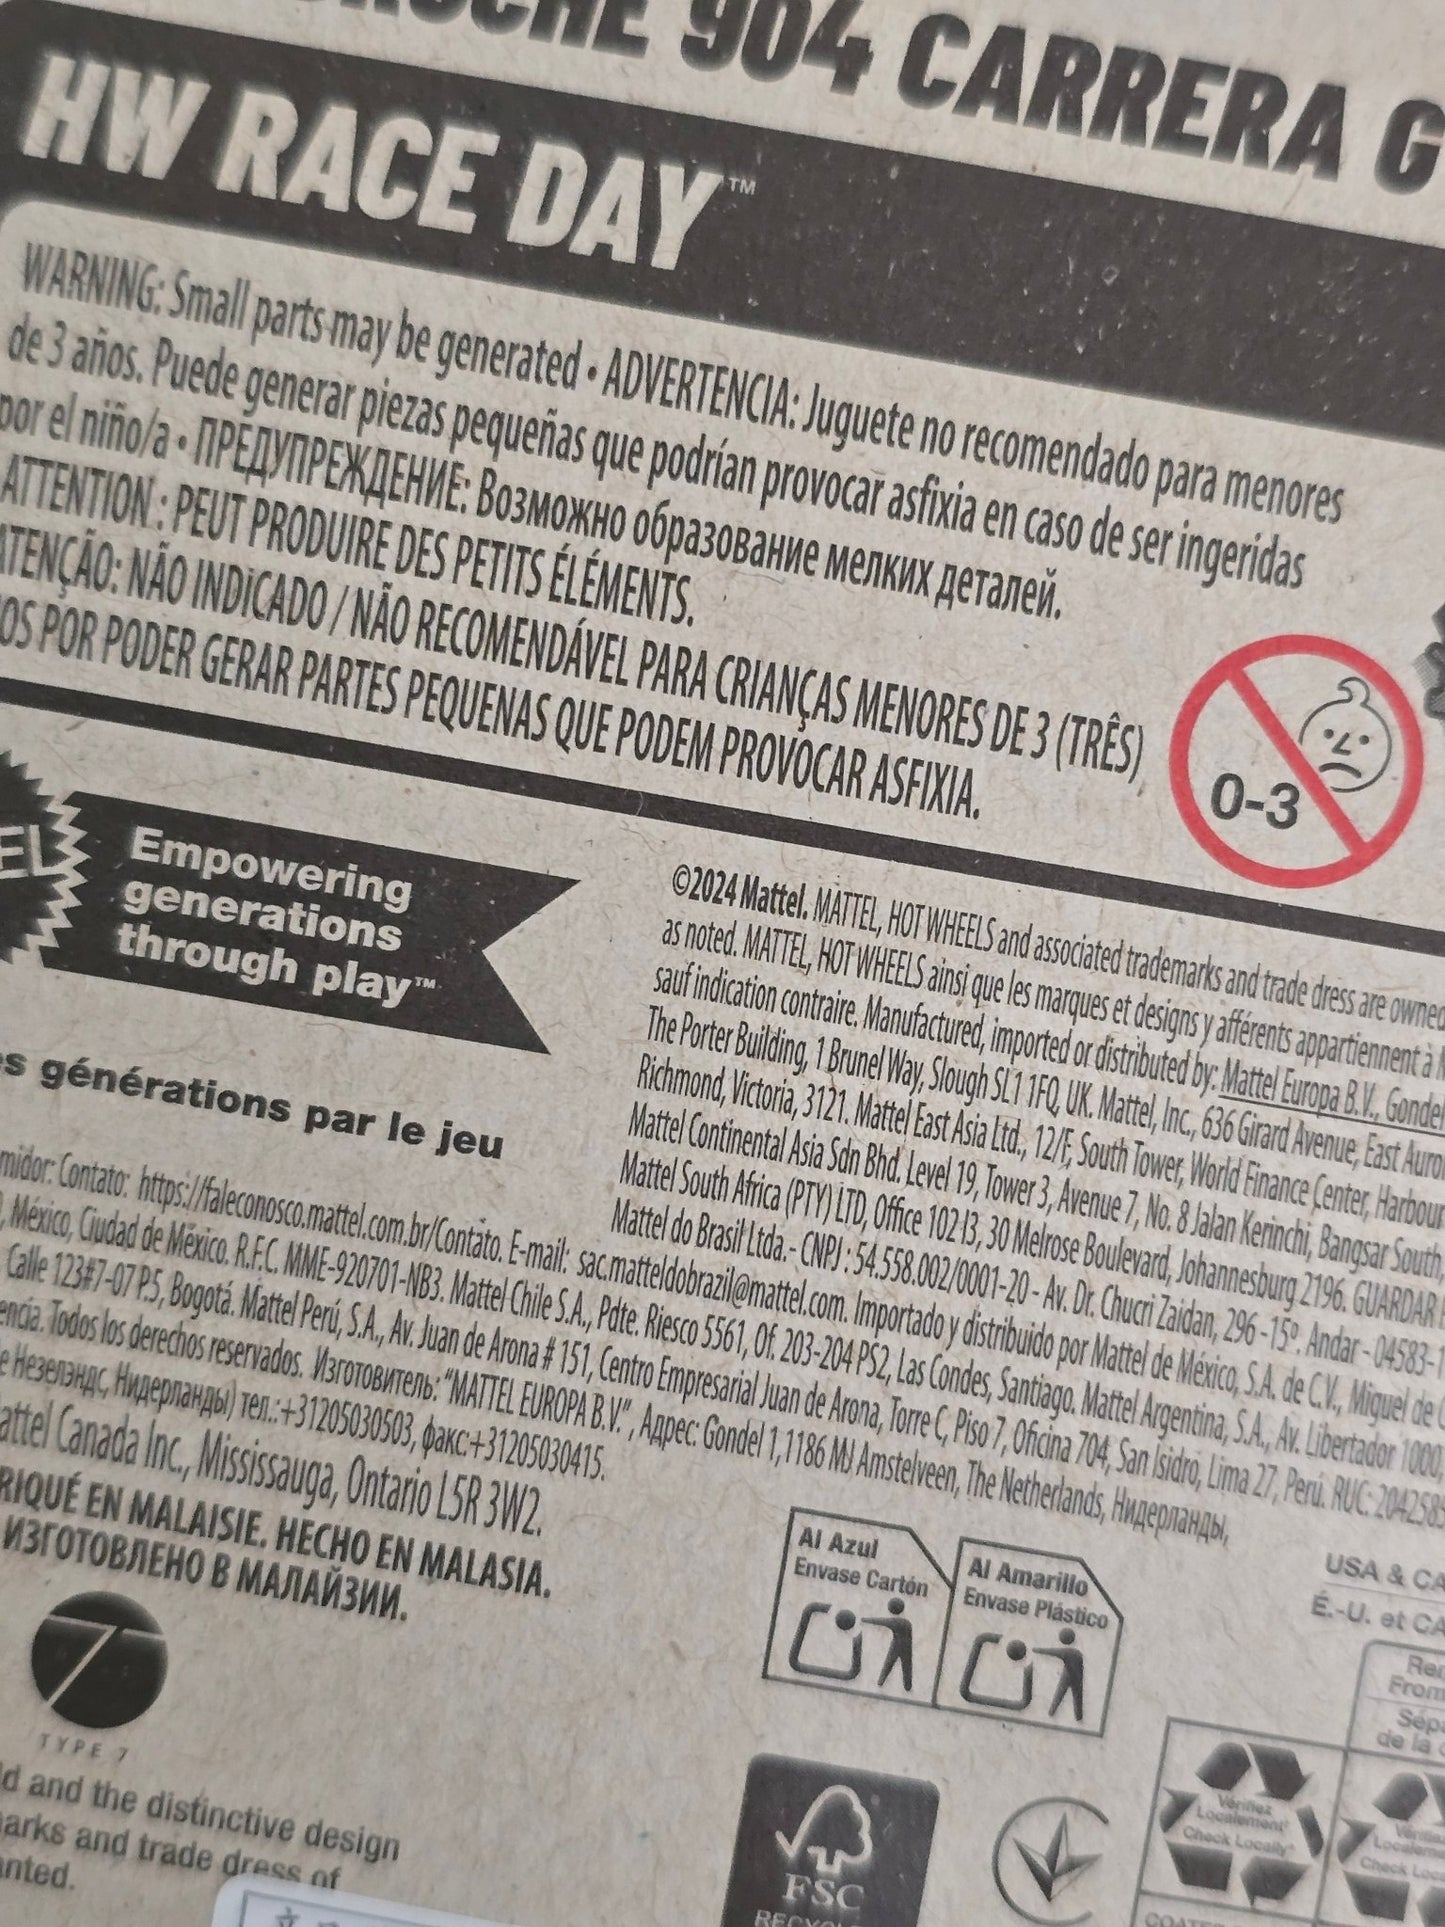 904 CARRERA
HW RACE DAY™
WARNING: Small parts may be generated • ADVERTENCIA: Juguete no recomendado para menores
de 3 años. Puede generar piezas pequeñas que podrían provocar asfixia en caso de ser ingeridas
por el niño/a • ПРЕДУПРЕЖДЕНИЕ: Возможно образование мелких деталей.
ATTENTION : PEUT PRODUIRE DES PETITS ÉLÉMENTS.
ATENÇÃO: NÃO INDICADO / NÃO RECOMENDÁVEL PARA CRIANÇAS MENORES DE 3 (TRÊS)
POR PODER GERAR PARTES PEQUENAS QUE PODEM PROVOCAR ASFIXIA.
0-3
Empowering
generations
through play™
générations par le jeu
©2024 Mattel. MATTEL, HOT WHEELS and associated trademarks and trade dress are owned
as noted. MATTEL, HOT WHEELS ainsi que les marques et designs y afférents appartiennent à
sauf indication contraire. Manufactured, imported or distributed by: Mattel Europa B.V., Gondel
The Porter Building, 1 Brunel Way, Slough SL1 1FQ, UK. Mattel, Inc., 636 Girard Avenue, East
Richmond, Victoria, 3121. Mattel East Asia Ltd., 12/F, South Tower, World Finance Center, Harbour
Mattel Continental Asia Sdn Bhd. Level 19, Tower 3, Avenue 7, No. 8 Jalan Kerinchi, Bangsar South,
Mattel South Africa (PTY) LTD, Office 102 I3, 30 Melrose Boulevard, Johannesburg 2196. GUARDAR
Mattel do Brasil Ltda.- CNPJ : 54.558.002/0001-20 - Av. Dr. Chucri Zaidan, 296 -15º. Andar - 04583-1
Contato: https://faleconosco.mattel.com.br/Contato. E-mail: sac.matteldobrazil@mattel.com. Importado y distribuido por Mattel de México, S.A. de C.V., Miguel de
México, Ciudad de México. R.F.C. MME-920701-NB3. Mattel Chile S.A., Pdte. Riesco 5561, Of. 203-204 PS2, Las Condes, Santiago. Mattel Argentina, S.A., Av. Libertador 1000,
Calle 123#7-07 P.5, Bogotá. Mattel Perú, S.A., Av. Juan de Arona # 151, Centro Empresarial Juan de Arona, Torre C, Piso 7, Oficina 704, San Isidro, Lima 27, Perú. RUC:
Todos los derechos reservados. Изготовитель: “MATTEL EUROPA B.V.”, Адрес: Gondel 1, 1186 MJ Amstelveen, The Netherlands, Нидерланды,
Незелэндс, Нидерланды) тел.:+31205030503, факс:+31205030415.
Mattel Canada Inc., Mississauga, Ontario L5R 3W2.
EN MALAISIE. HECHO EN MALASIA.
ИЗГОТОВЛЕНО В МАЛАЙЗИИ.
Al Azul
Envase Cartón
Al Amarillo
Envase Plástico
USA &
É.-U. et
From
de la
TYPE 7
and the distinctive design
marks and trade dress of
Vérifiez
Localement*
Check Locally*
FSC